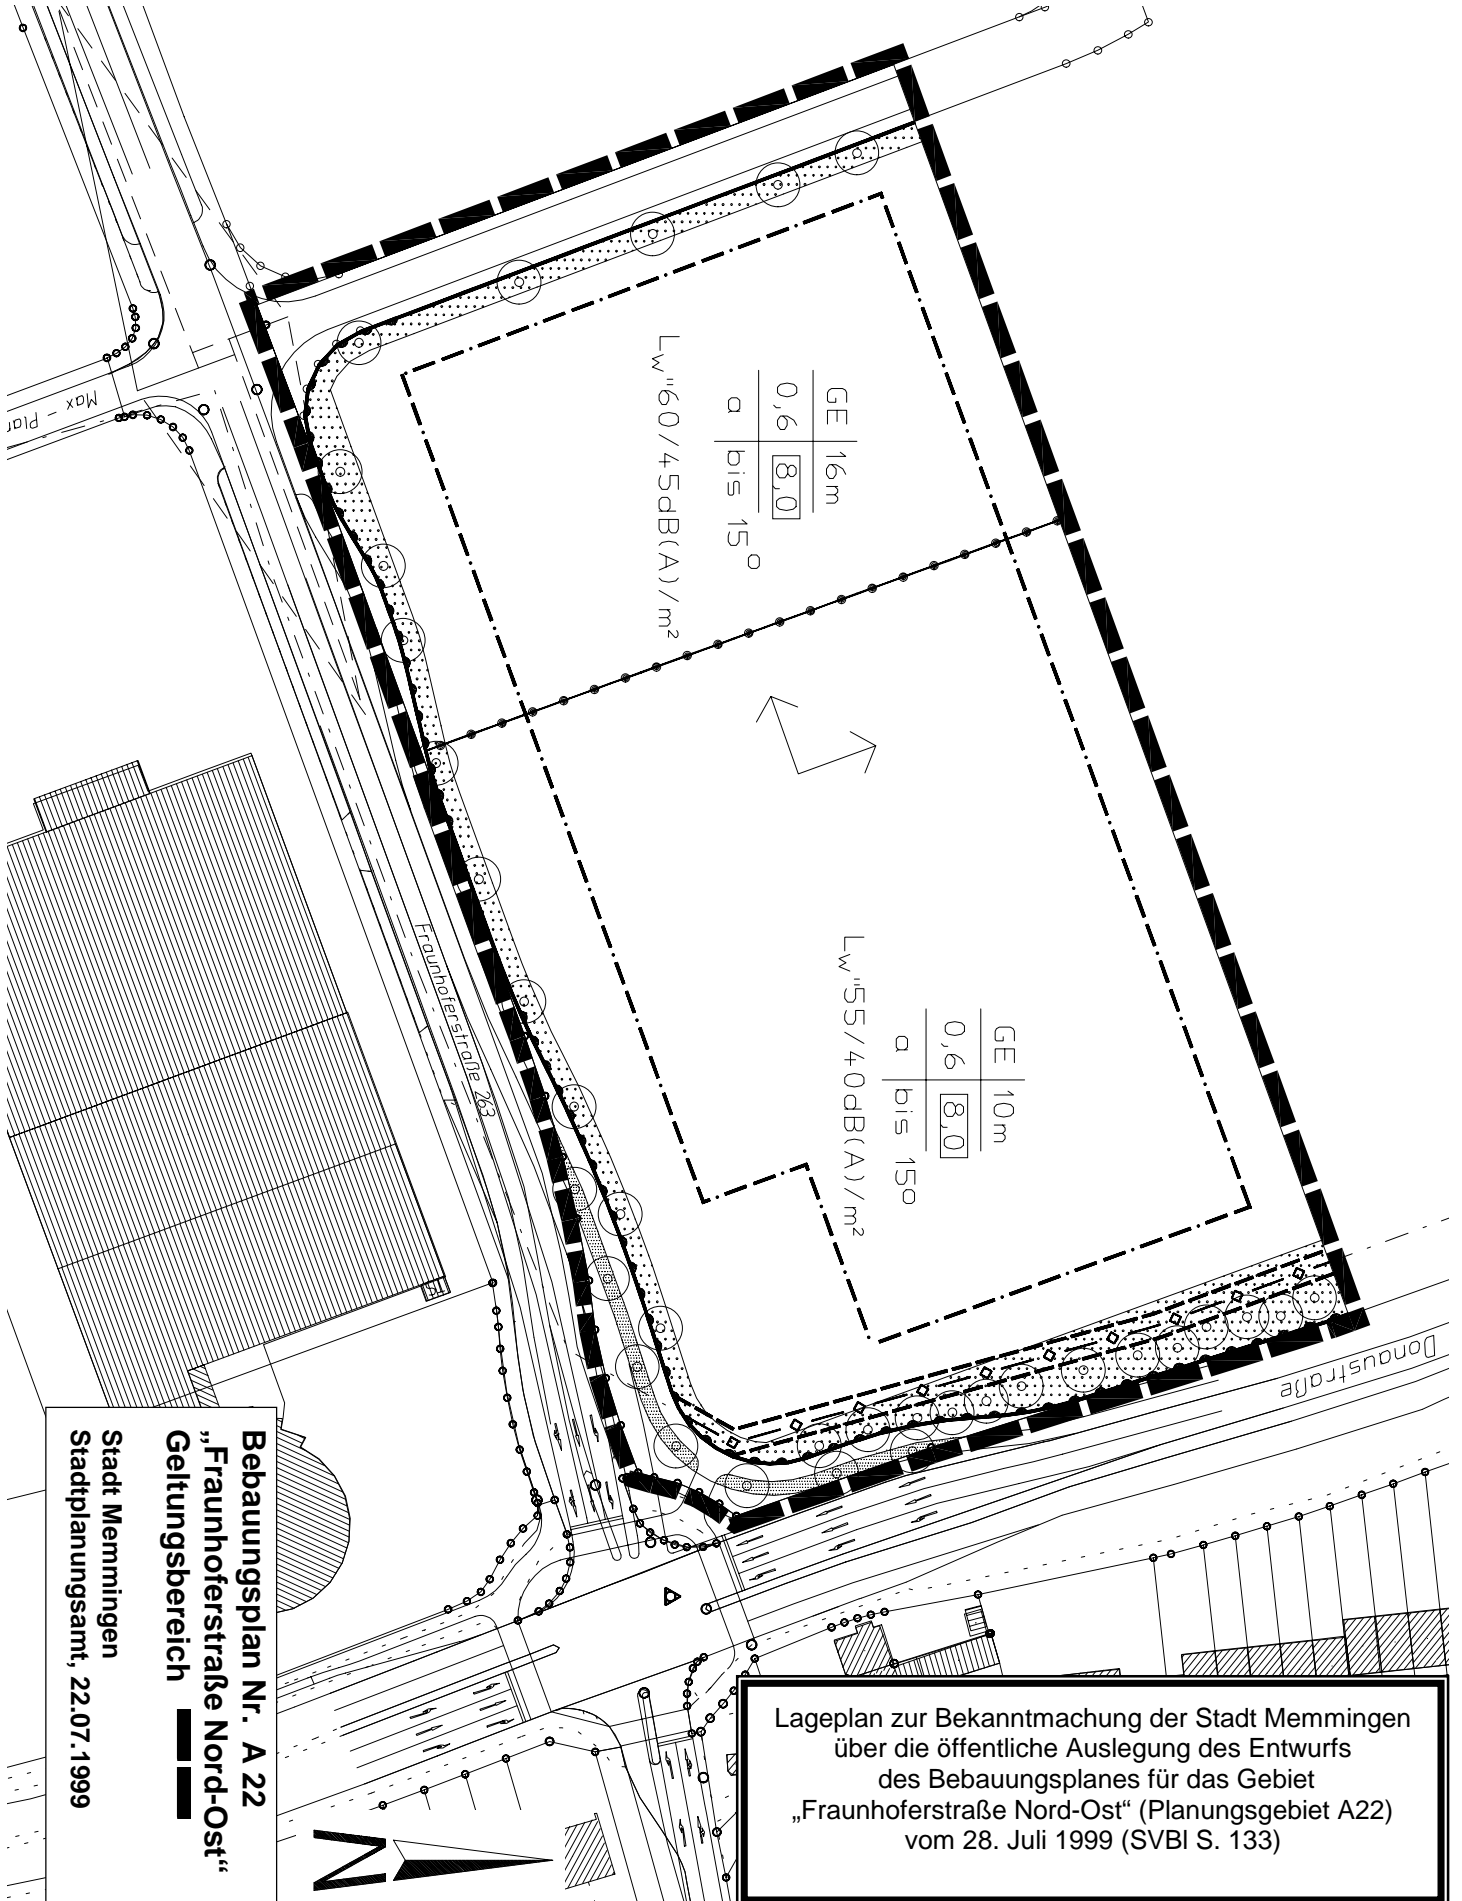 Max - Plan
GE 16m
0,6 8,0
a bis 15°
Lw"60/45dB(A)/m²
GE 10m
0,6 8,0
a bis 15°
Lw"55/40dB(A)/m²
Fraunhoferstraße 263
Donaustraße
Bebauungsplan Nr. A 22
„Fraunhoferstraße Nord-Ost“
Geltungsbereich
Stadt Memmingen
Stadtplanungsamt, 22.07.1999
N
Lageplan zur Bekanntmachung der Stadt Memmingen
über die öffentliche Auslegung des Entwurfs
des Bebauungsplanes für das Gebiet
„Fraunhoferstraße Nord-Ost“ (Planungsgebiet A22)
vom 28. Juli 1999 (SVBl S. 133)